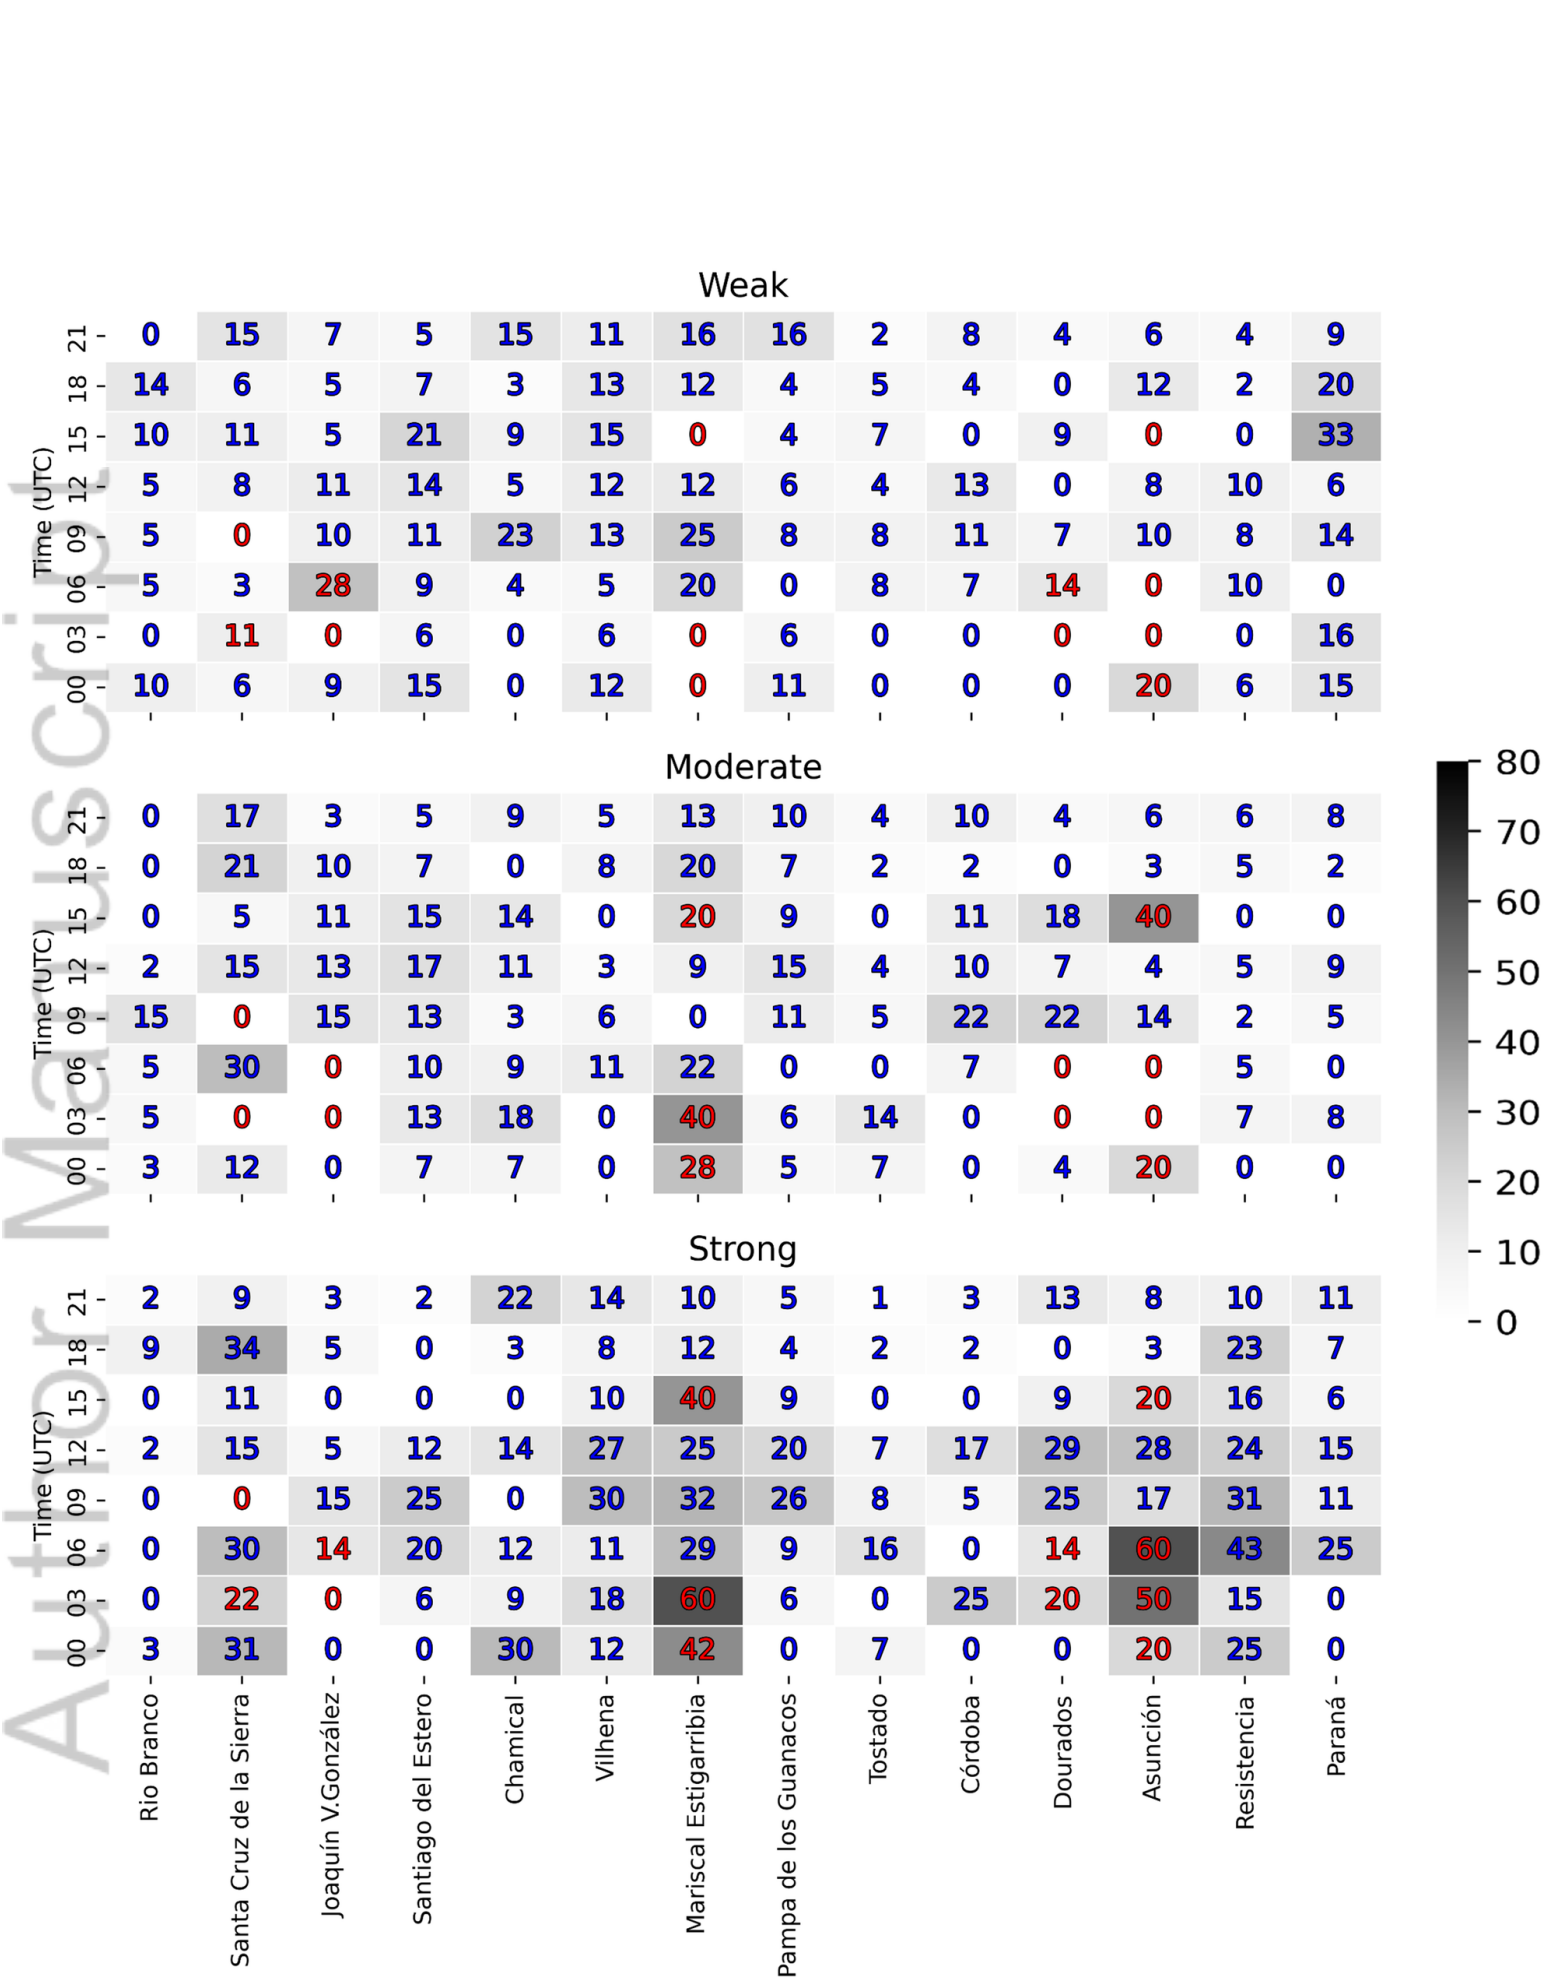 Author Manuscript
Weak
Time (UTC)
21 0 15 7 5 15 11 16 16 2 8 4 6 4 9
18 14 6 5 7 3 13 12 4 5 4 0 12 2 20
15 10 11 5 21 9 15 0 4 7 0 9 0 0 33
12 5 8 11 14 5 12 12 6 4 13 0 8 10 6
09 5 0 10 11 23 13 25 8 8 11 7 10 8 14
06 5 3 28 9 4 5 20 0 8 7 14 0 10 0
03 0 11 0 6 0 6 0 6 0 0 0 0 0 16
00 10 6 9 15 0 12 0 11 0 0 0 20 6 15
Moderate
Time (UTC)
21 0 17 3 5 9 5 13 10 4 10 4 6 6 8
18 0 21 10 7 0 8 20 7 2 2 0 3 5 2
15 0 5 11 15 14 0 20 9 0 11 18 40 0 0
12 2 15 13 17 11 3 9 15 4 10 7 4 5 9
09 15 0 15 13 3 6 0 11 5 22 22 14 2 5
06 5 30 0 10 9 11 22 0 0 7 0 0 5 0
03 5 0 0 13 18 0 40 6 14 0 0 0 7 8
00 3 12 0 7 7 0 28 5 7 0 4 20 0 0
Strong
Time (UTC)
21 2 9 3 2 22 14 10 5 1 3 13 8 10 11
18 9 34 5 0 3 8 12 4 2 2 0 3 23 7
15 0 11 0 0 0 10 40 9 0 0 9 20 16 6
12 2 15 5 12 14 27 25 20 7 17 29 28 24 15
09 0 0 15 25 0 30 32 26 8 5 25 17 31 11
06 0 30 14 20 12 11 29 9 16 0 14 60 43 25
03 0 22 0 6 9 18 60 6 0 25 20 50 15 0
00 3 31 0 0 30 12 42 0 7 0 0 20 25 0
Rio Branco
Santa Cruz de la Sierra
Joaquín V.González
Santiago del Estero
Chamical
Vilhena
Mariscal Estigarribia
Pampa de los Guanacos
Tostado
Córdoba
Dourados
Asunción
Resistencia
Paraná
80
70
60
50
40
30
20
10
0